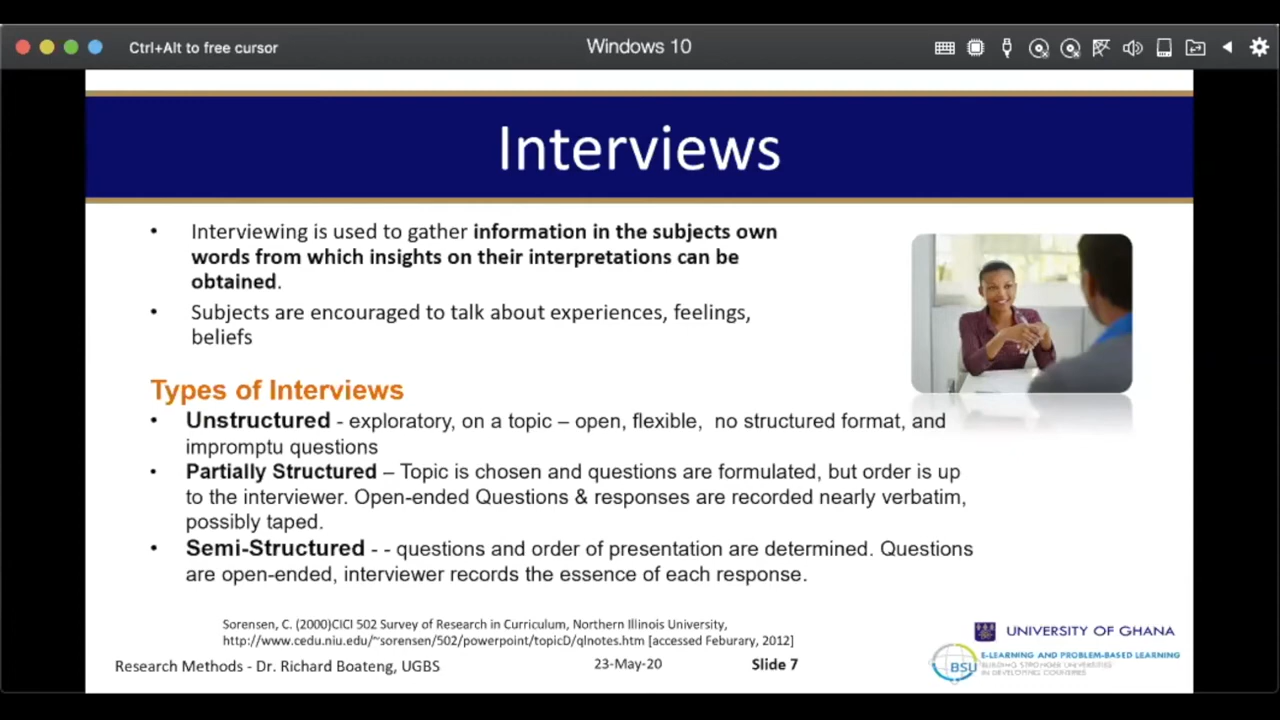 Ctrl+Alt to free cursor
Windows 10
Interviews
• Interviewing is used to gather information in the subjects own
words from which insights on their interpretations can be
obtained.
• Subjects are encouraged to talk about experiences, feelings,
beliefs
Types of Interviews
• Unstructured - exploratory, on a topic – open, flexible, no structured format, and
impromptu questions
• Partially Structured – Topic is chosen and questions are formulated, but order is up
to the interviewer. Open-ended Questions & responses are recorded nearly verbatim,
possibly taped.
• Semi-Structured - - questions and order of presentation are determined. Questions
are open-ended, interviewer records the essence of each response.
Sorensen, C. (2000)CICI 502 Survey of Research in Curriculum, Northern Illinois University,
http://www.cedu.niu.edu/~sorensen/502/powerpoint/topicD/qlnotes.htm [accessed Feburary, 2012]
UNIVERSITY OF GHANA
BSU
E-LEARNING AND PROBLEM-BASED LEARNING
BUILDING STRONGER UNIVERSITIES
IN DEVELOPING COUNTRIES
Research Methods - Dr. Richard Boateng, UGBS
23-May-20
Slide 7